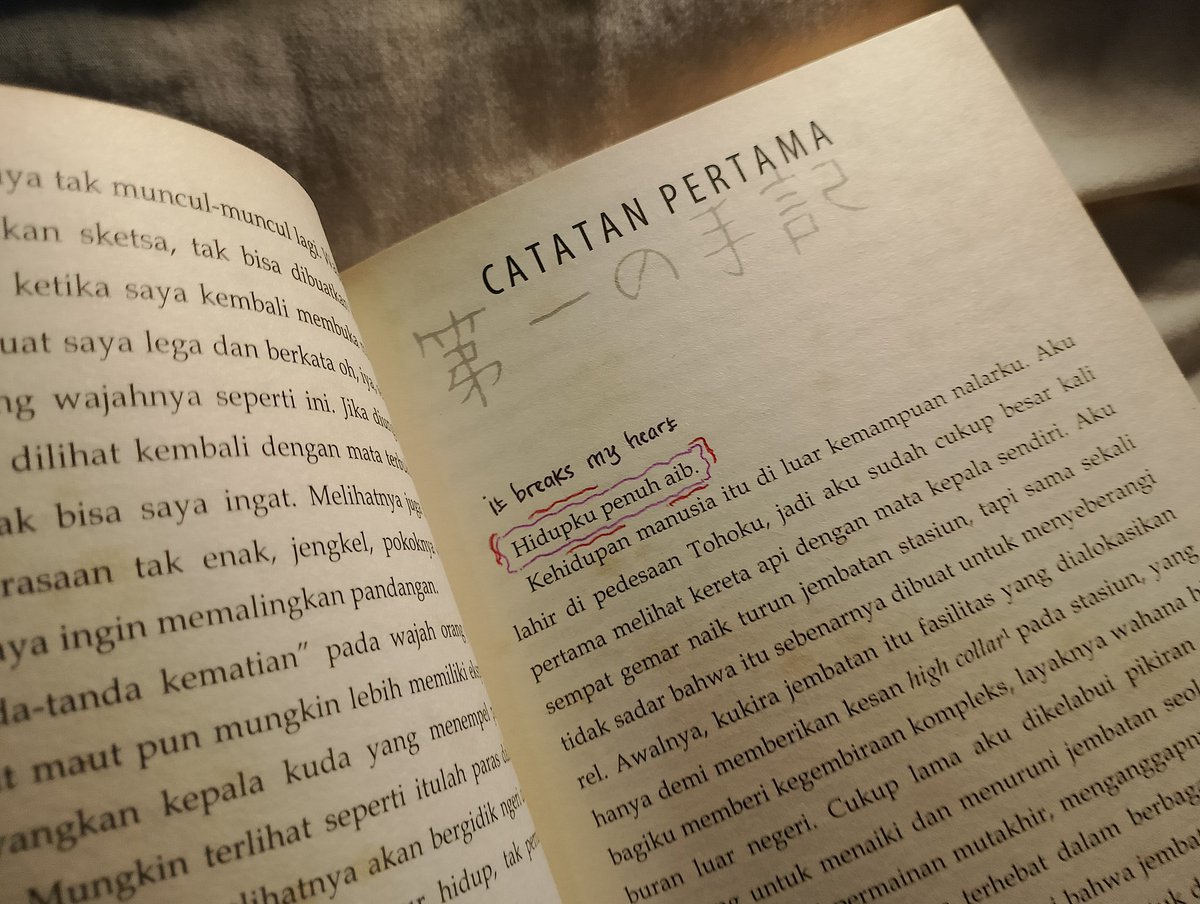 ya tak muncul-muncul lagi.
kan sketsa, tak bisa dibuatkan
ketika saya kembali membuka
uat saya lega dan berkata oh, iya,
ng wajahnya seperti ini. Jika
dilihat kembali dengan mata
ak bisa saya ingat. Melihatnya
rasaan tak enak, jengkel, pokoknya
ya ingin memalingkan pandangan.
da-tanda kematian" pada wajah orang
t maut pun mungkin lebih memiliki
yangkan kepala kuda yang menempel
Mungkin terlihat seperti itulah paras
lihatnya akan bergidik ngeri
hidup, tak
CATATAN PERTAMA
第一の手記
it breaks my heart
Hidupku penuh aib.
Kehidupan manusia itu di luar kemampuan nalarku. Aku
lahir di pedesaan Tohoku, jadi aku sudah cukup besar kali
pertama melihat kereta api dengan mata kepala sendiri. Aku
sempat gemar naik turun jembatan stasiun, tapi sama sekali
tidak sadar bahwa itu sebenarnya dibuat untuk menyeberangi
rel. Awalnya, kukira jembatan itu fasilitas yang dialokasikan
hanya demi memberikan kesan high collar¹ pada stasiun, yang
bagiku memberi kegembiraan kompleks, layaknya wahana h
buran luar negeri. Cukup lama aku dikelabui pikiran
untuk menaiki dan menuruni jembatan seol
permainan mutakhir, menganggapn
terhebat dalam berbaga
bahwa jemba